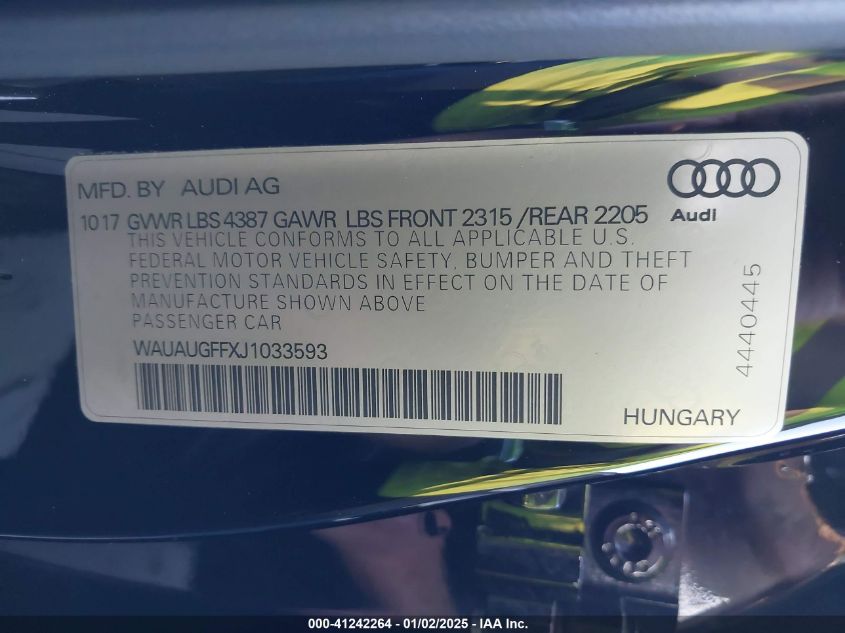 MFD. BY AUDI AG
10 17 GVWR LBS 4387 GAWR LBS FRONT 2315 /REAR 2205
THIS VEHICLE CONFORMS TO ALL APPLICABLE U.S.
FEDERAL MOTOR VEHICLE SAFETY, BUMPER AND THEFT
PREVENTION STANDARDS IN EFFECT ON THE DATE OF
MANUFACTURE SHOWN ABOVE
PASSENGER CAR
WAUAUGFFXJ1033593
Audi
4440445
HUNGARY
000-41242264 - 01/02/2025 - IAA Inc.